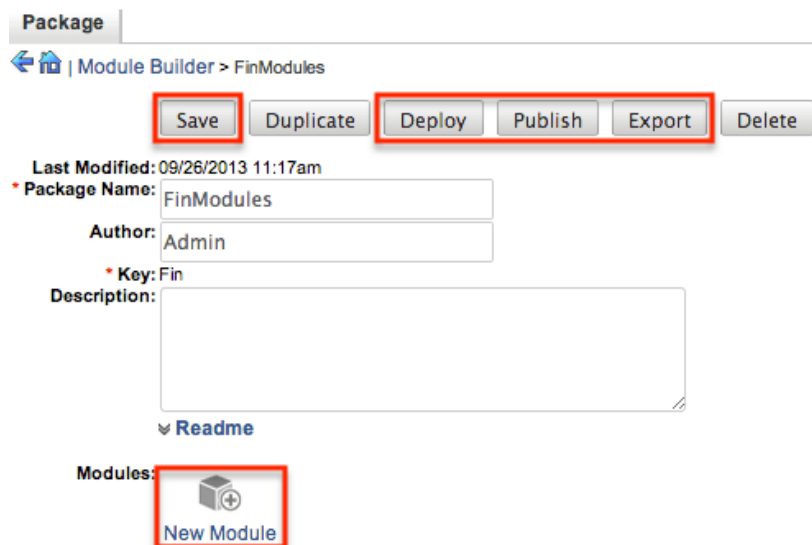 Package
| Module Builder > FinModules
Save Duplicate Deploy Publish Export Delete
Last Modified: 09/26/2013 11:17am
* Package Name: FinModules
Author: Admin
* Key: Fin
Description:
Readme
Modules:
New Module